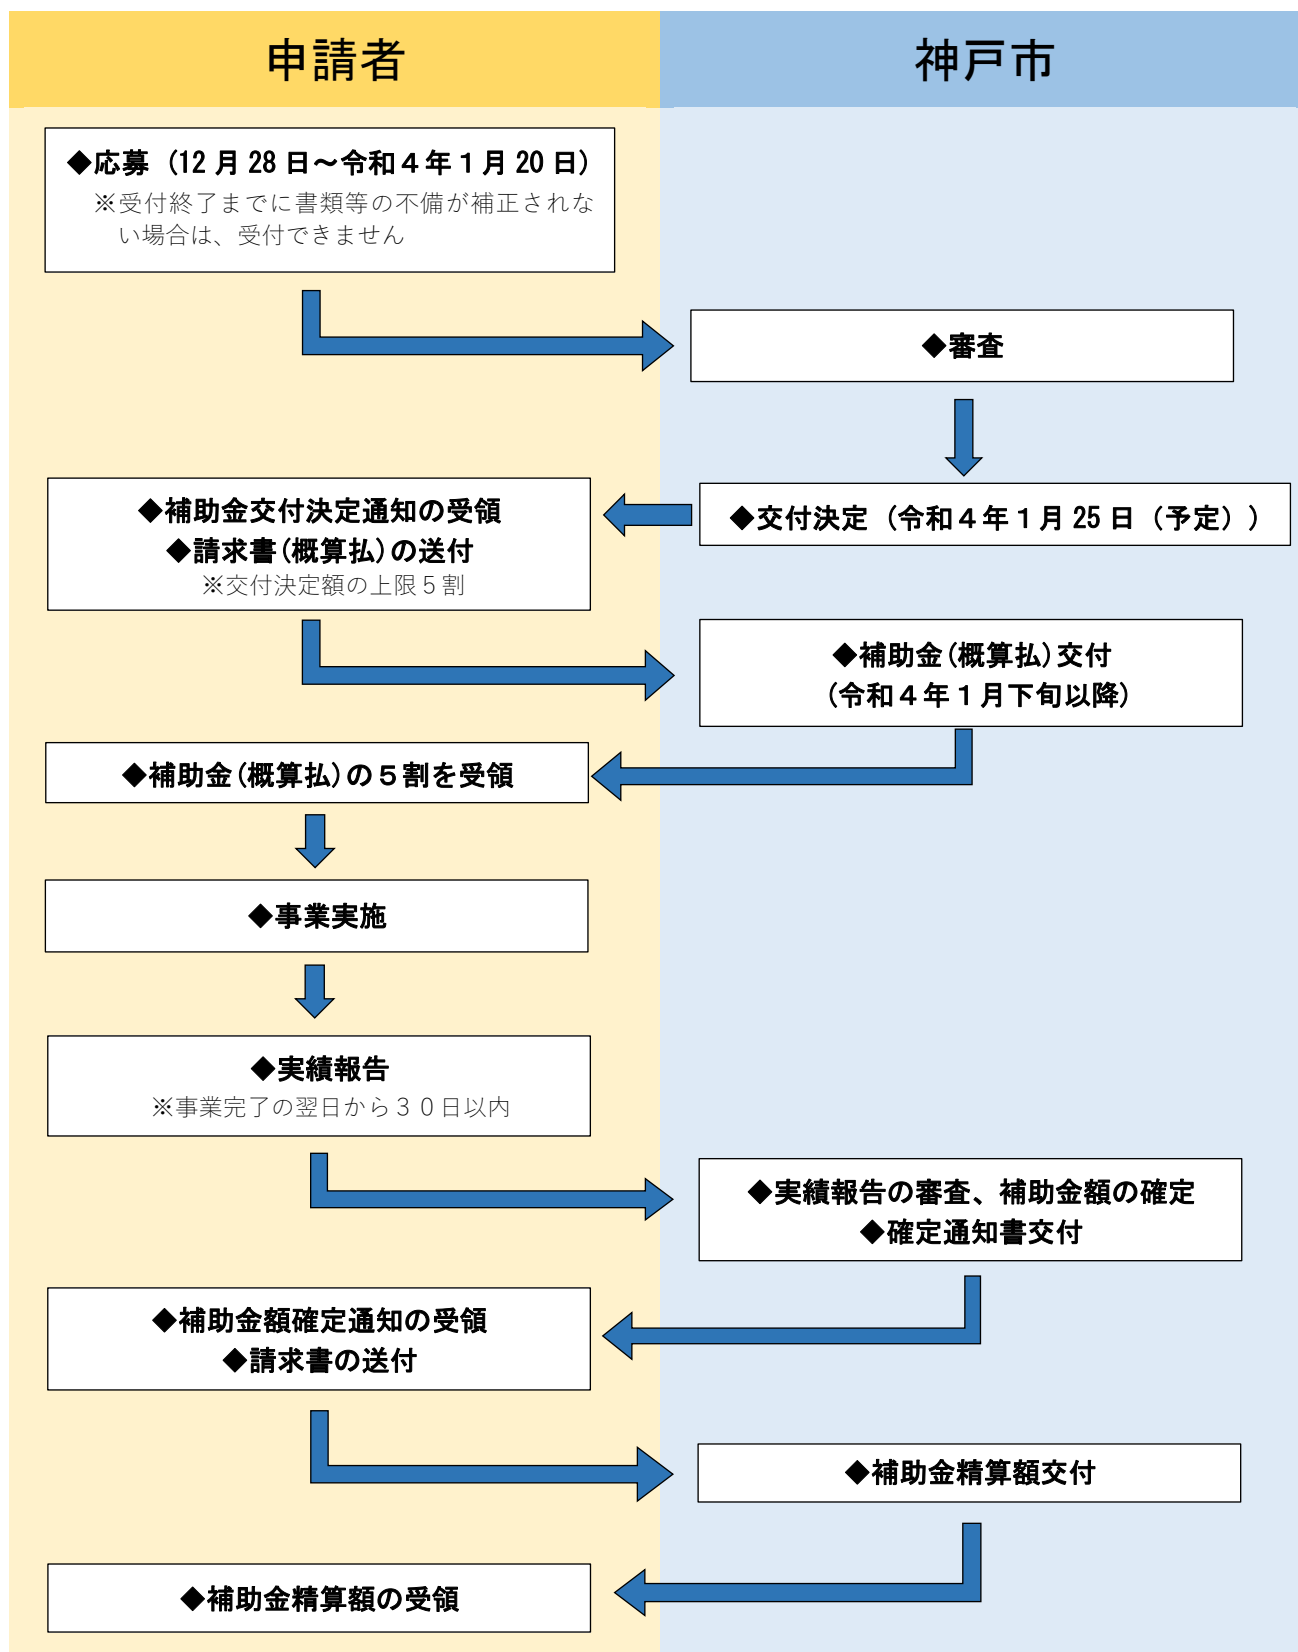 申請者
神戸市
◆応募（12月28日～令和４年１月20日）
※受付終了までに書類等の不備が補正されな
い場合は、受付できません
◆審査
◆交付決定（令和４年１月25日（予定））
◆補助金交付決定通知の受領
◆請求書(概算払)の送付
※交付決定額の上限５割
◆補助金(概算払)交付
(令和４年１月下旬以降)
◆補助金(概算払)の５割を受領
◆事業実施
◆実績報告
※事業完了の翌日から３０日以内
◆実績報告の審査、補助金額の確定
◆確定通知書交付
◆補助金額確定通知の受領
◆請求書の送付
◆補助金精算額交付
◆補助金精算額の受領